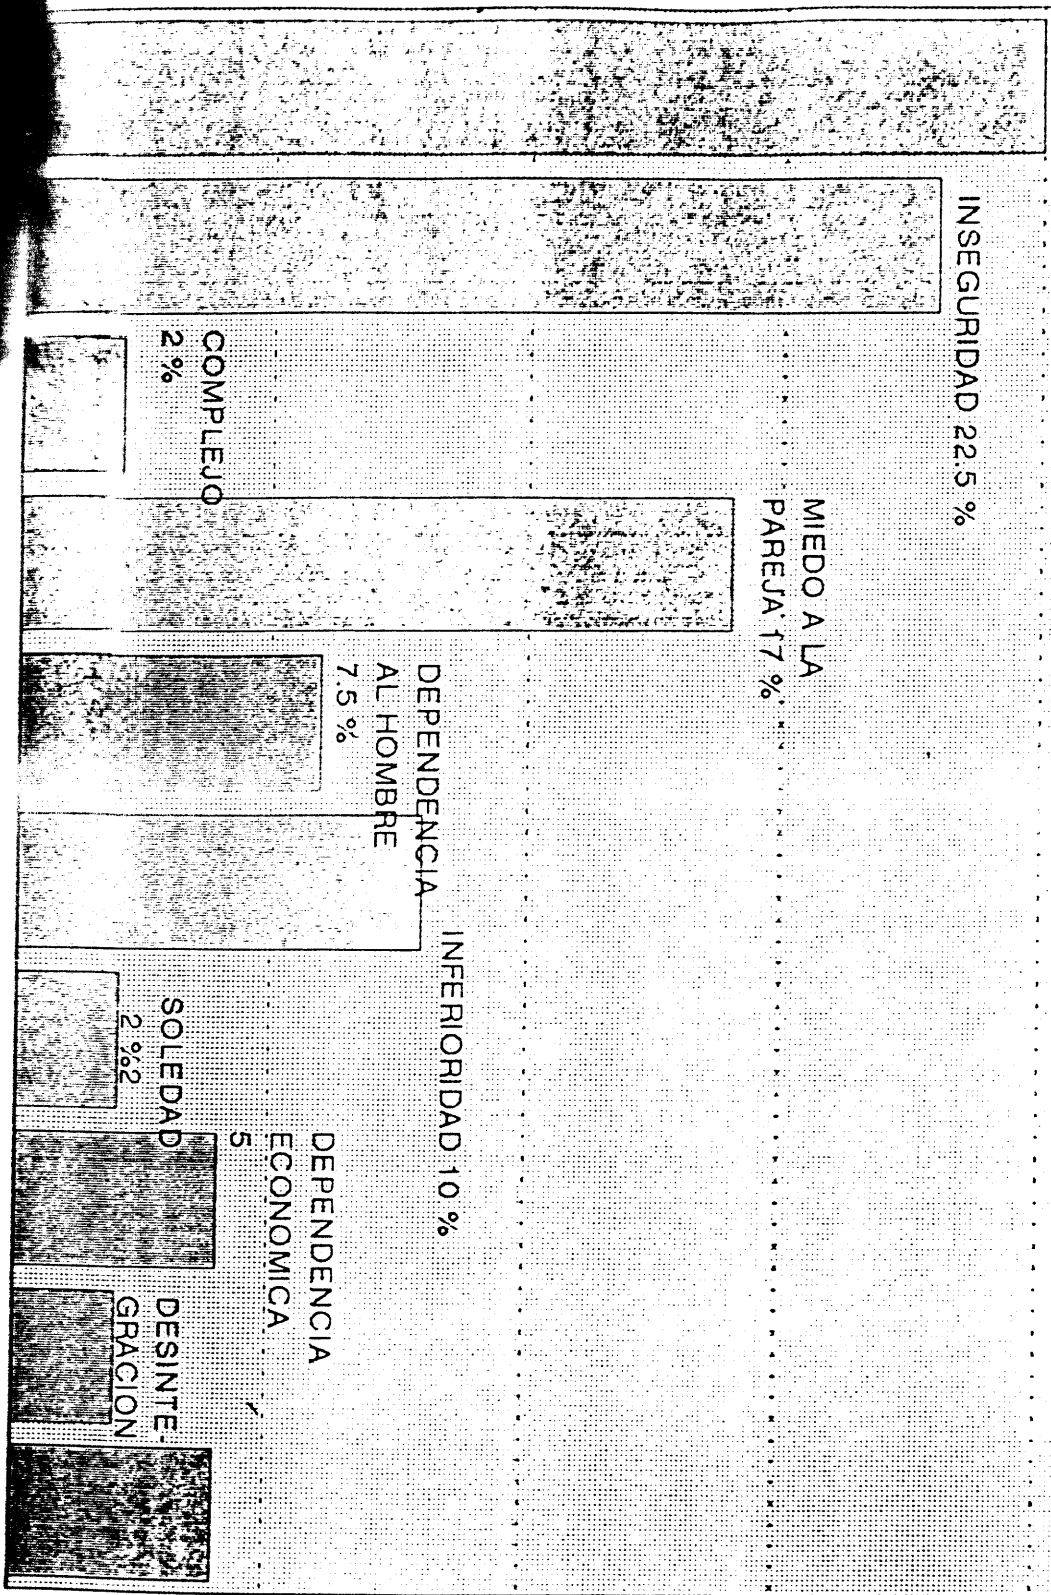 INSEGURIDAD 22.5 %
COMPLEJO
2 %
MIEDO A LA
PAREJA 17 %
DEPENDENCIA
AL HOMBRE
7.5 %
INFERIORIDAD 10 %
SOLEDAD
2 %2
DEPENDENCIA
ECONOMICA
5
DESINTE-
GRACION